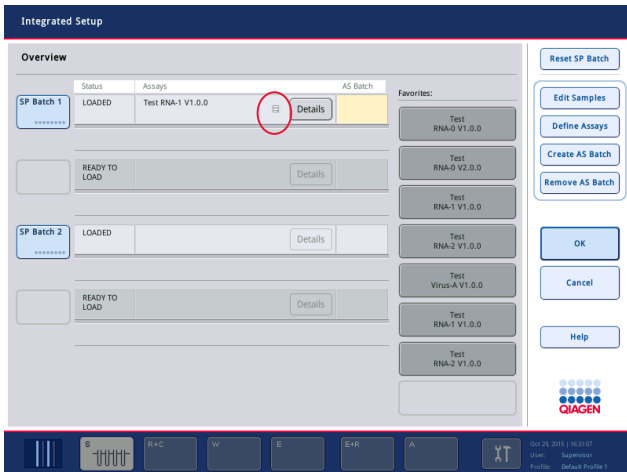 Integrated Setup
Overview
Status Assays AS Batch
SP Batch 1
LOADED Test RNA-1 V1.0.0 Details
READY TO
LOAD
Details
SP Batch 2
LOADED Details
READY TO
LOAD
Details
Favorites:
Test
RNA-0 V1.0.0
Test
RNA-0 V2.0.0
Test
RNA-1 V1.0.0
Test
RNA-2 V1.0.0
Test
Virus-A V1.0.0
Test
RNA-1 V1.0.0
Test
RNA-2 V1.0.0
Reset SP Batch
Edit Samples
Define Assays
Create AS Batch
Remove AS Batch
OK
Cancel
Help
QIAGEN
S R+C W E E+R A
Oct 29, 2015 | 16:31:07
User: Supervisor
Profile: Default Profile 1